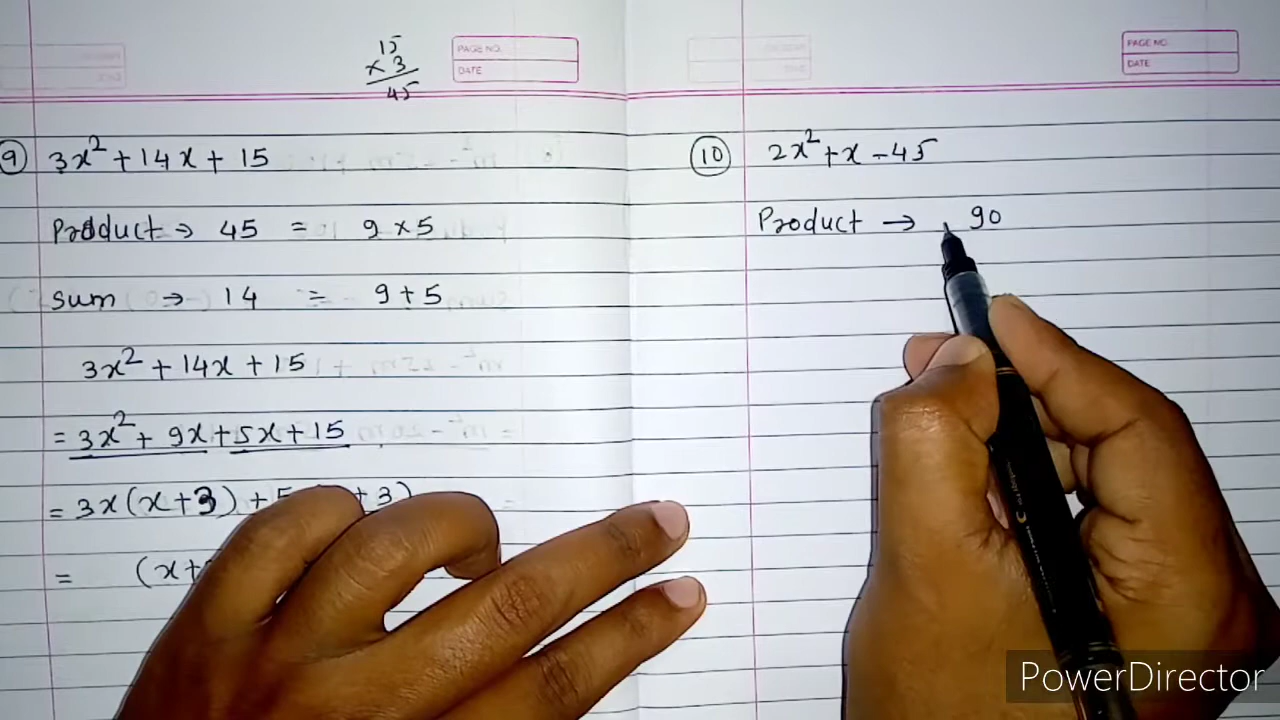 15
× 3
45
PAGE NO.
DATE
PAGE NO.
DATE
9 3x² + 14x + 15
Product → 45 = 9 × 5
Sum → 14 = 9 + 5
3x² + 14x + 15
= 3x² + 9x + 5x + 15
= 3x (x + 3) + 5 + 3)
= (x +
10 2x² + x - 45
Product → 90
PowerDirector